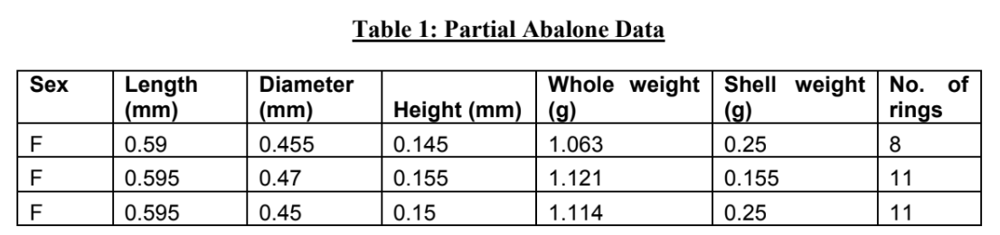 Table 1: Partial Abalone Data
Sex Length (mm) Diameter (mm) Height (mm) Whole weight (g) Shell weight (g) No. of rings
F 0.59 0.455 0.145 1.063 0.25 8
F 0.595 0.47 0.155 1.121 0.155 11
F 0.595 0.45 0.15 1.114 0.25 11